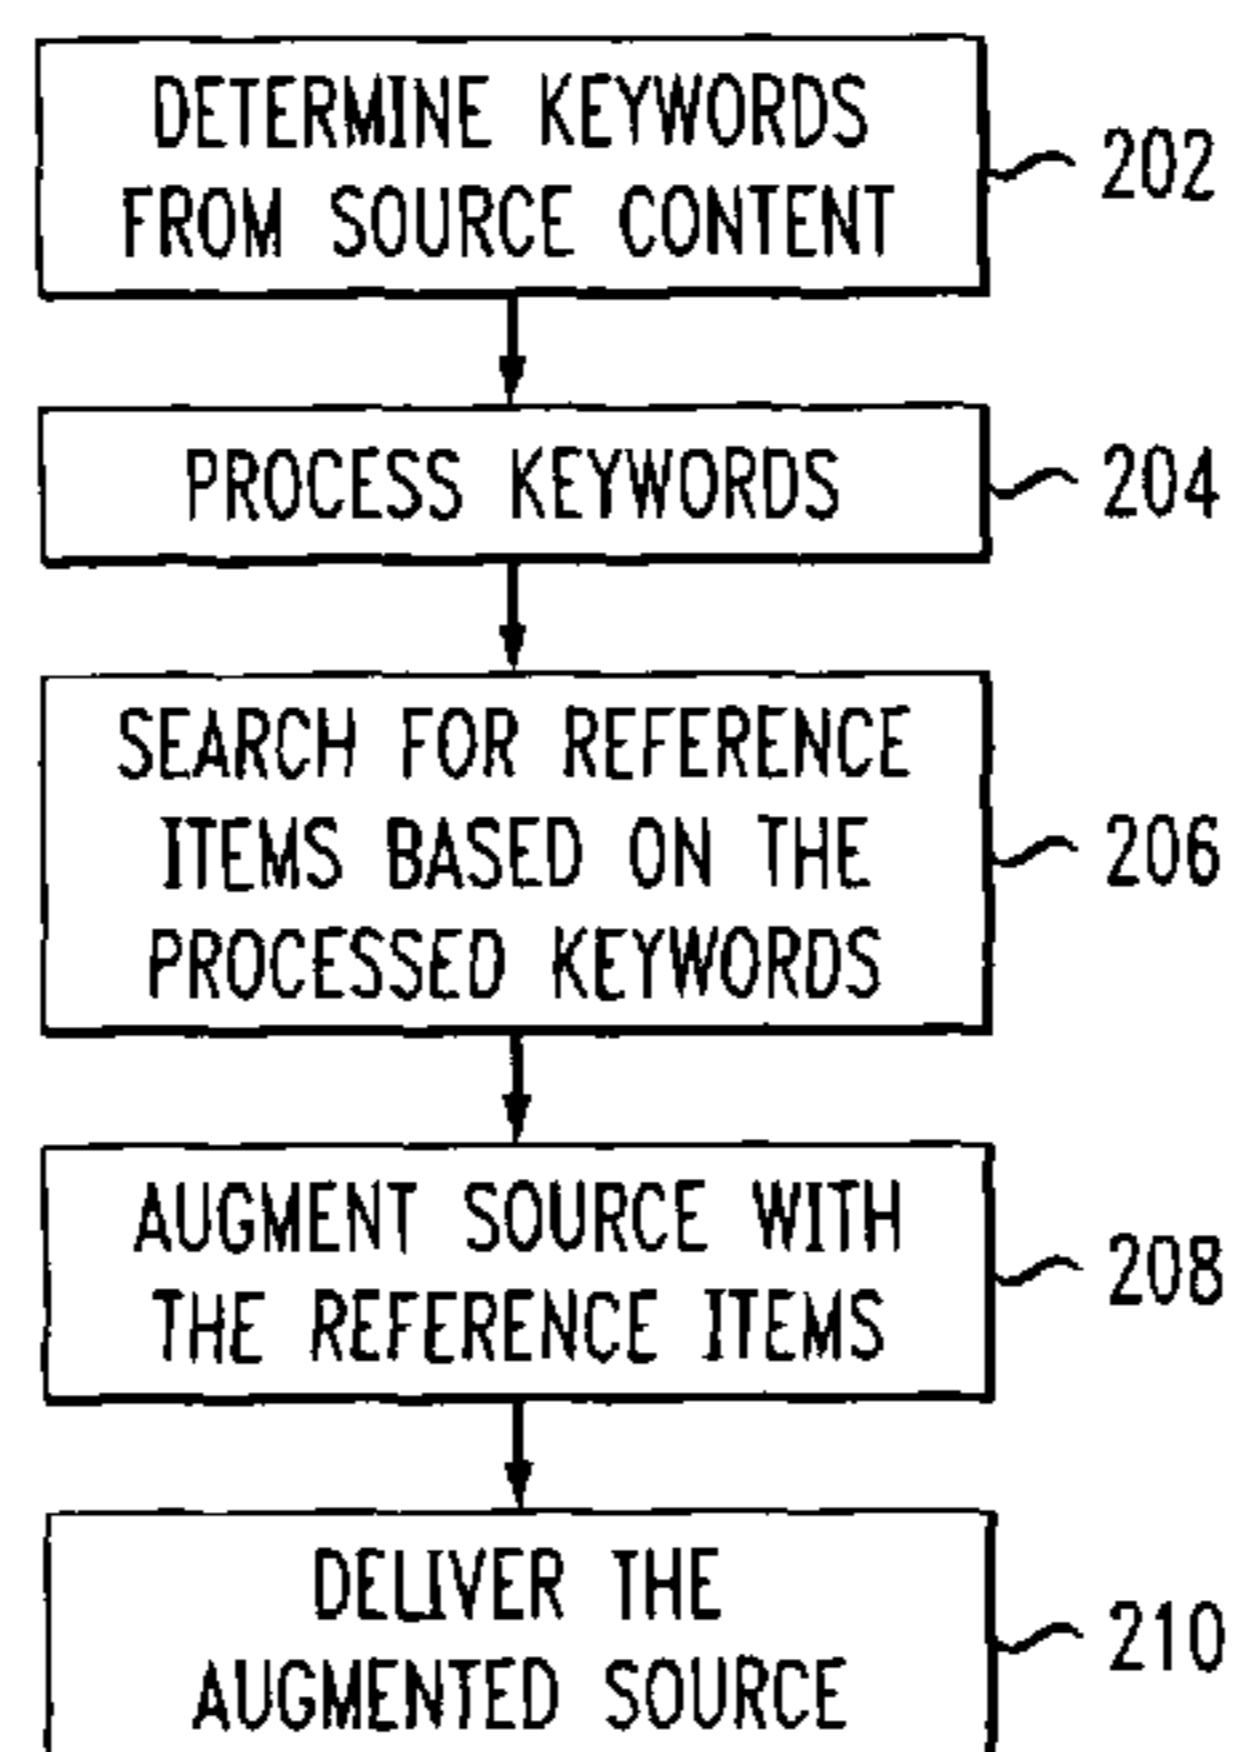 DETERMINE KEYWORDS
FROM SOURCE CONTENT
202
PROCESS KEYWORDS
204
SEARCH FOR REFERENCE
ITEMS BASED ON THE
PROCESSED KEYWORDS
206
AUGMENT SOURCE WITH
THE REFERENCE ITEMS
208
DELIVER THE
AUGMENTED SOURCE
210